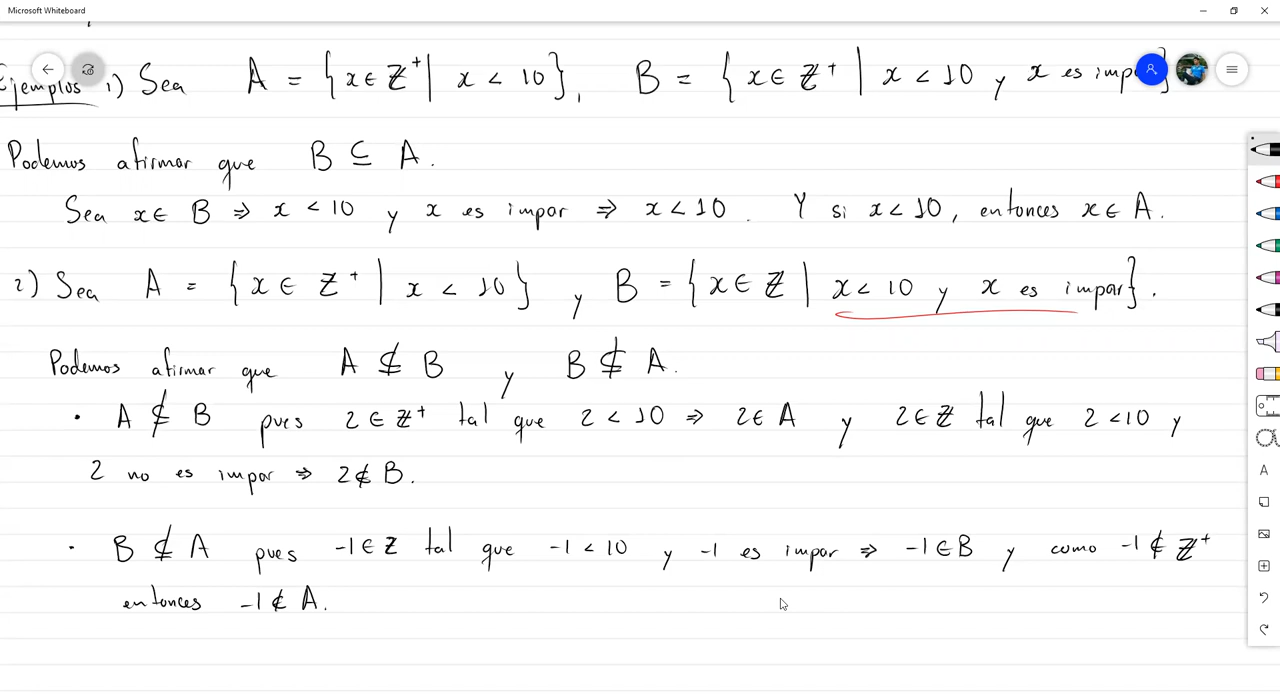 Microsoft Whiteboard
Ejemplos 1) Sea A = {x ∈ ℤ⁺ | x < 10}, B = {x ∈ ℤ⁺ | x < 10 y x es impar}
Podemos afirmar que B ⊆ A.
Sea x ∈ B ⇒ x < 10 y x es impar ⇒ x < 10. Y si x < 10, entonces x ∈ A.
2) Sea A = {x ∈ ℤ⁺ | x < 10} y B = {x ∈ ℤ | x < 10 y x es impar}.
Podemos afirmar que A ⊈ B y B ⊈ A.
• A ⊈ B pues 2 ∈ ℤ⁺ tal que 2 < 10 ⇒ 2 ∈ A y 2 ∈ ℤ tal que 2 < 10 y
2 no es impar ⇒ 2 ∉ B.
• B ⊄ A pues -1 ∈ ℤ tal que -1 < 10 y -1 es impar ⇒ -1 ∈ B y como -1 ∉ ℤ⁺
entonces -1 ∉ A.